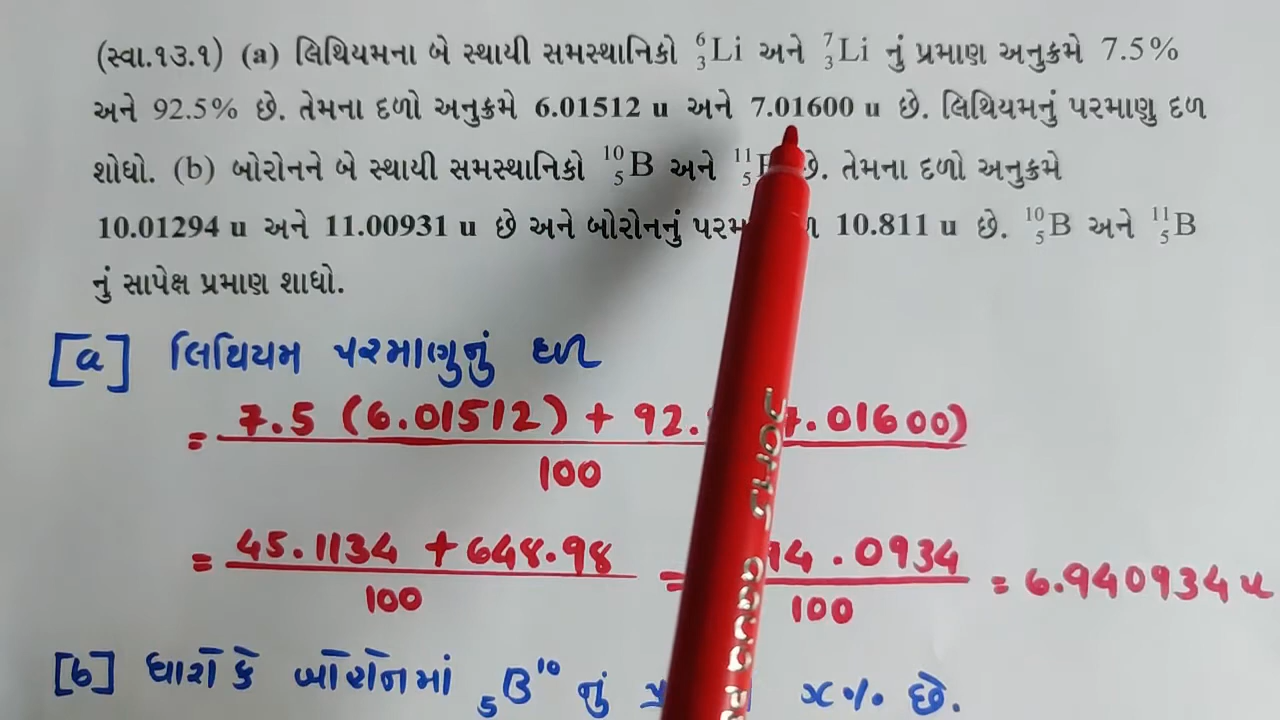 (સ્વા.૧૩.૧) (a) લિથિયમના બે સ્થાયી સમસ્થાનિકો ⁶₃Li અને ⁷₃Li નું પ્રમાણ અનુક્રમે 7.5%
અને 92.5% છે. તેમના દળો અનુક્રમે 6.01512 u અને 7.01600 u છે. લિથિયમનું પરમાણુ દળ
શોધો. (b) બોરોનને બે સ્થાયી સમસ્થાનિકો ¹⁰₅B અને ¹¹₅ છે. તેમના દળો અનુક્રમે
10.01294 u અને 11.00931 u છે અને બોરોનનું 10.811 u છે. ¹⁰₅B અને ¹¹₅B
નું સાપેક્ષ પ્રમાણ શાધો.
[a] લિથિયમ પરમાણુનું દળ
= 7.5 (6.01512) + 92. .01600)
100
= 45.1134 + 648.98 = 14.0934 = 6.940934 u
100 100
[b] ધારો કે બોરોનમાં ₅B¹⁰ નું x% છે.